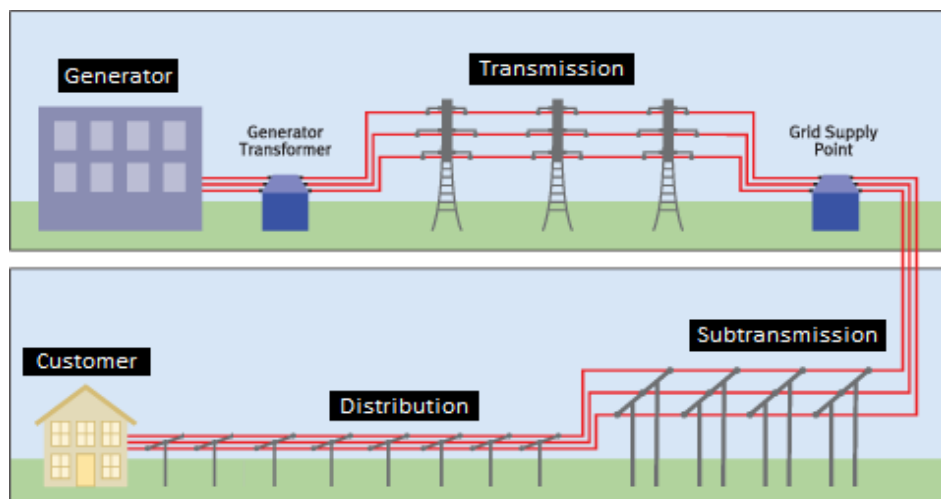 Generator
Transmission
Generator
Transformer
Grid Supply
Point
Subtransmission
Customer
Distribution